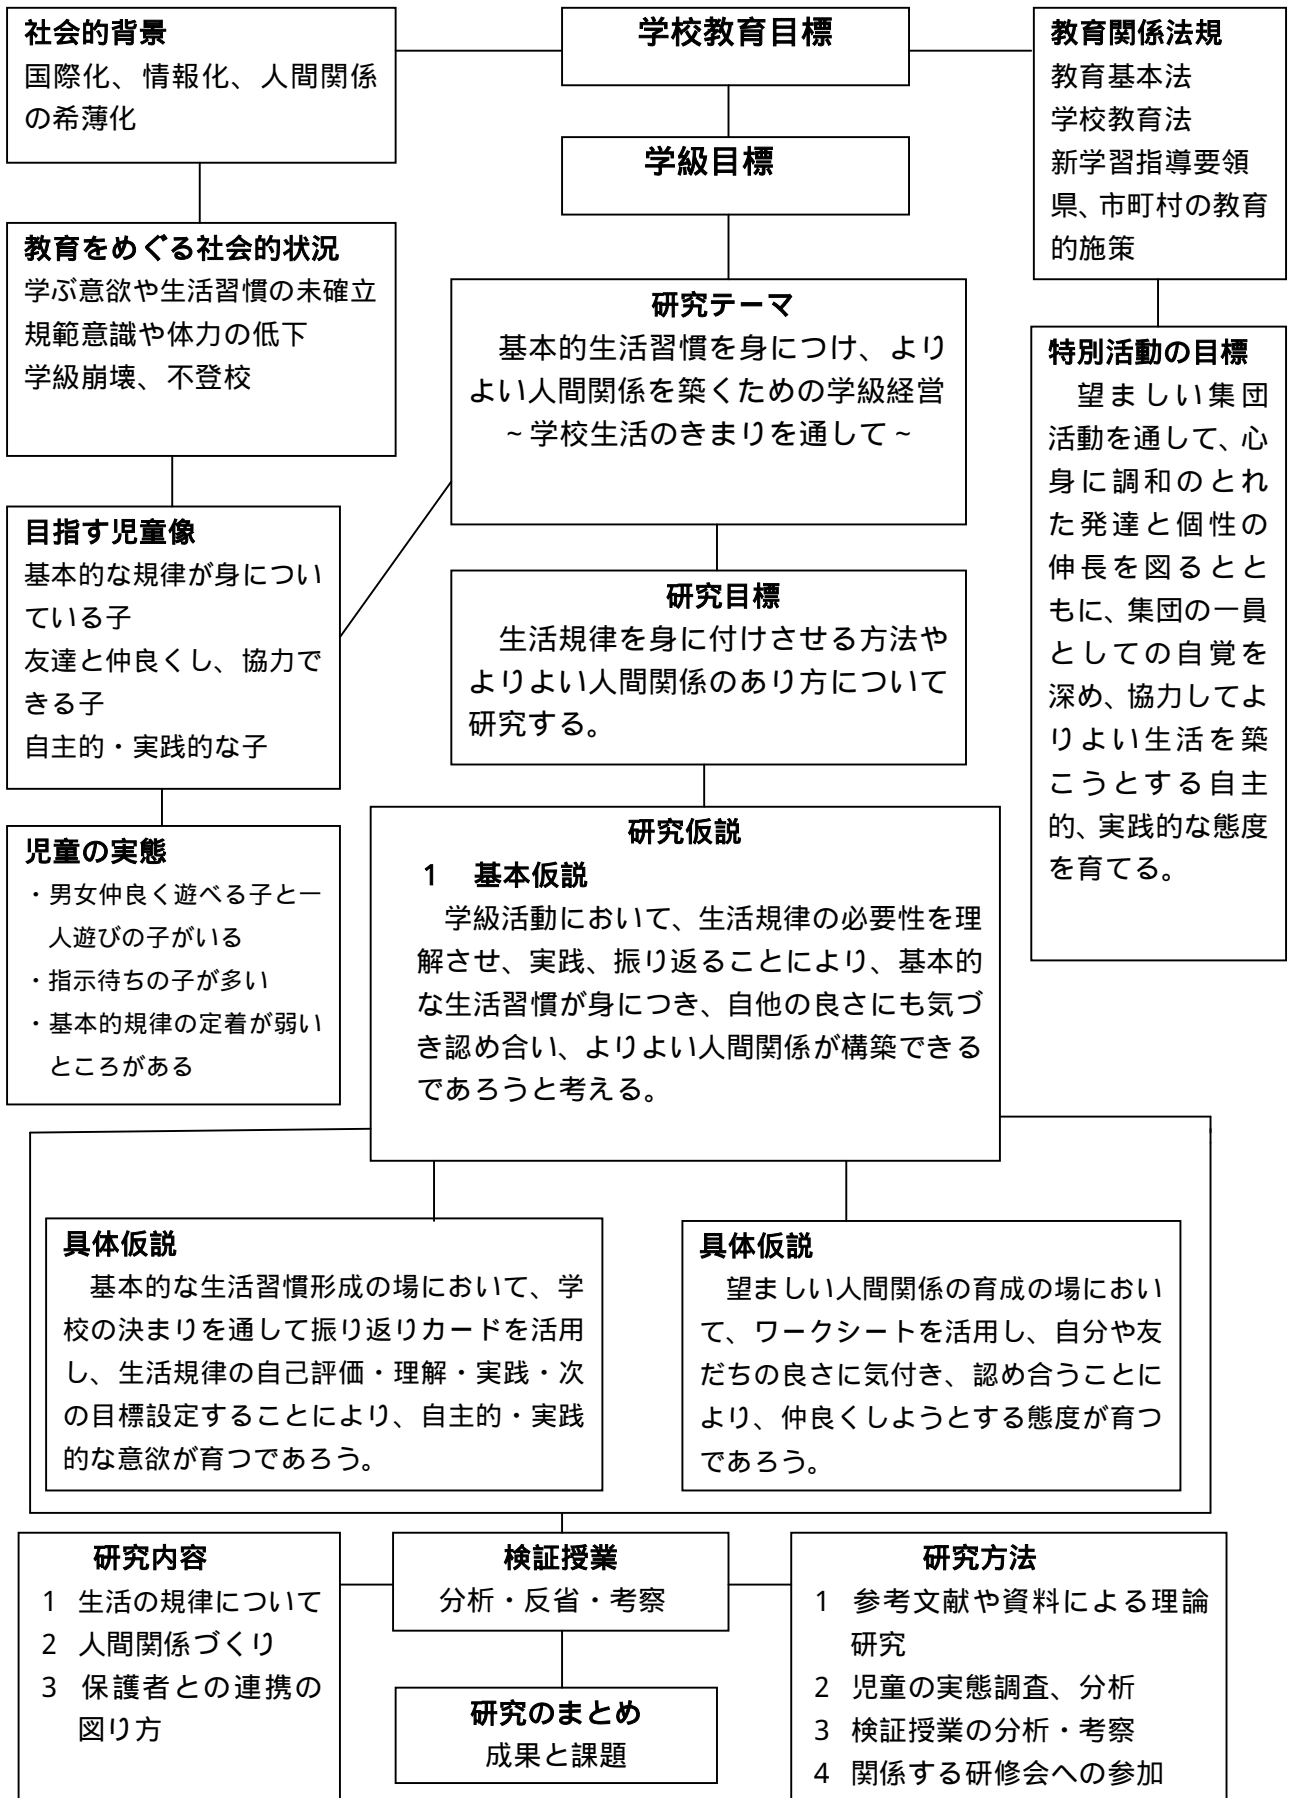 社会的背景
国際化、情報化、人間関係
の希薄化
学校教育目標
教育関係法規
教育基本法
学校教育法
新学習指導要領
県、市町村の教育
的施策
学級目標
教育をめぐる社会的状況
学ぶ意欲や生活習慣の未確立
規範意識や体力の低下
学級崩壊、不登校
研究テーマ
基本的生活習慣を身につけ、より
よい人間関係を築くための学級経営
~学校生活のきまりを通して~
特別活動の目標
望ましい集団
活動を通して、心
身に調和のとれ
た発達と個性の
伸長を図るとと
もに、集団の一員
としての自覚を
深め、協力してよ
りよい生活を築
こうとする自主
的、実践的な態度
を育てる。
目指す児童像
基本的な規律が身につい
ている子
友達と仲良くし、協力で
きる子
自主的・実践的な子
研究目標
生活規律を身に付けさせる方法や
よりよい人間関係のあり方について
研究する。
児童の実態
・男女仲良く遊べる子と一
人遊びの子がいる
・指示待ちの子が多い
・基本的規律の定着が弱い
ところがある
研究仮説
1 基本仮説
学級活動において、生活規律の必要性を理
解させ、実践、振り返ることにより、基本的
な生活習慣が身につき、自他の良さにも気づ
き認め合い、よりよい人間関係が構築できる
であろうと考える。
具体仮説
基本的な生活習慣形成の場において、学
校の決まりを通して振り返りカードを活用
し、生活規律の自己評価・理解・実践・次
の目標設定することにより、自主的・実践
的な意欲が育つであろう。
具体仮説
望ましい人間関係の育成の場におい
て、ワークシートを活用し、自分や友
だちの良さに気付き、認め合うことに
より、仲良くしようとする態度が育つ
であろう。
研究内容
1 生活の規律について
2 人間関係づくり
3 保護者との連携の
図り方
検証授業
分析・反省・考察
研究のまとめ
成果と課題
研究方法
1 参考文献や資料による理論
研究
2 児童の実態調査、分析
3 検証授業の分析・考察
4 関係する研修会への参加